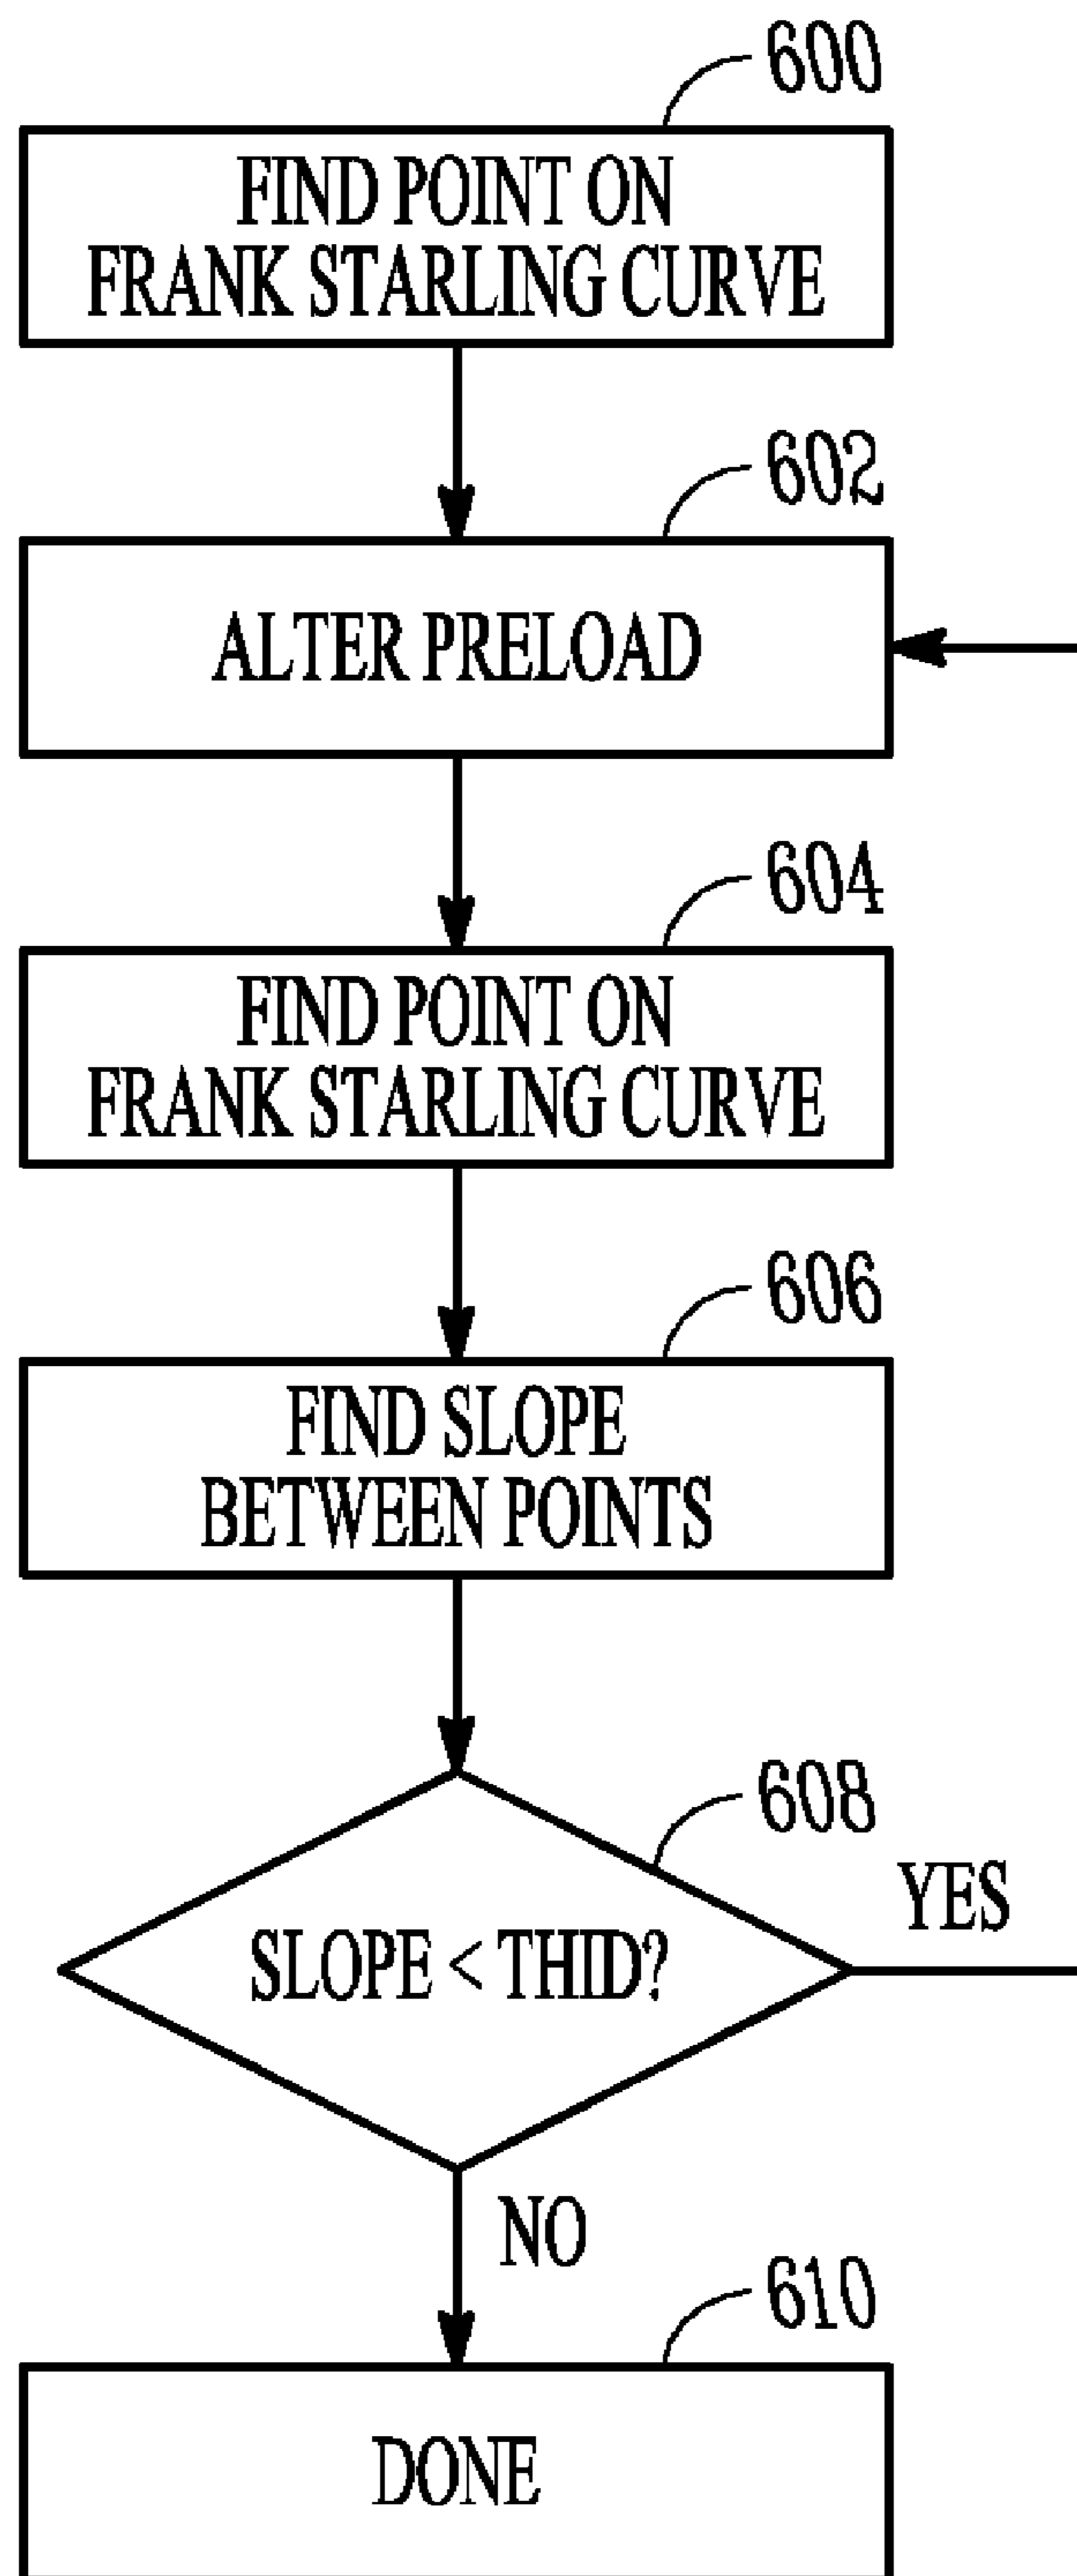 600
FIND POINT ON
FRANK STARLING CURVE
602
ALTER PRELOAD
604
FIND POINT ON
FRANK STARLING CURVE
606
FIND SLOPE
BETWEEN POINTS
608
SLOPE < THID?
YES
NO
610
DONE